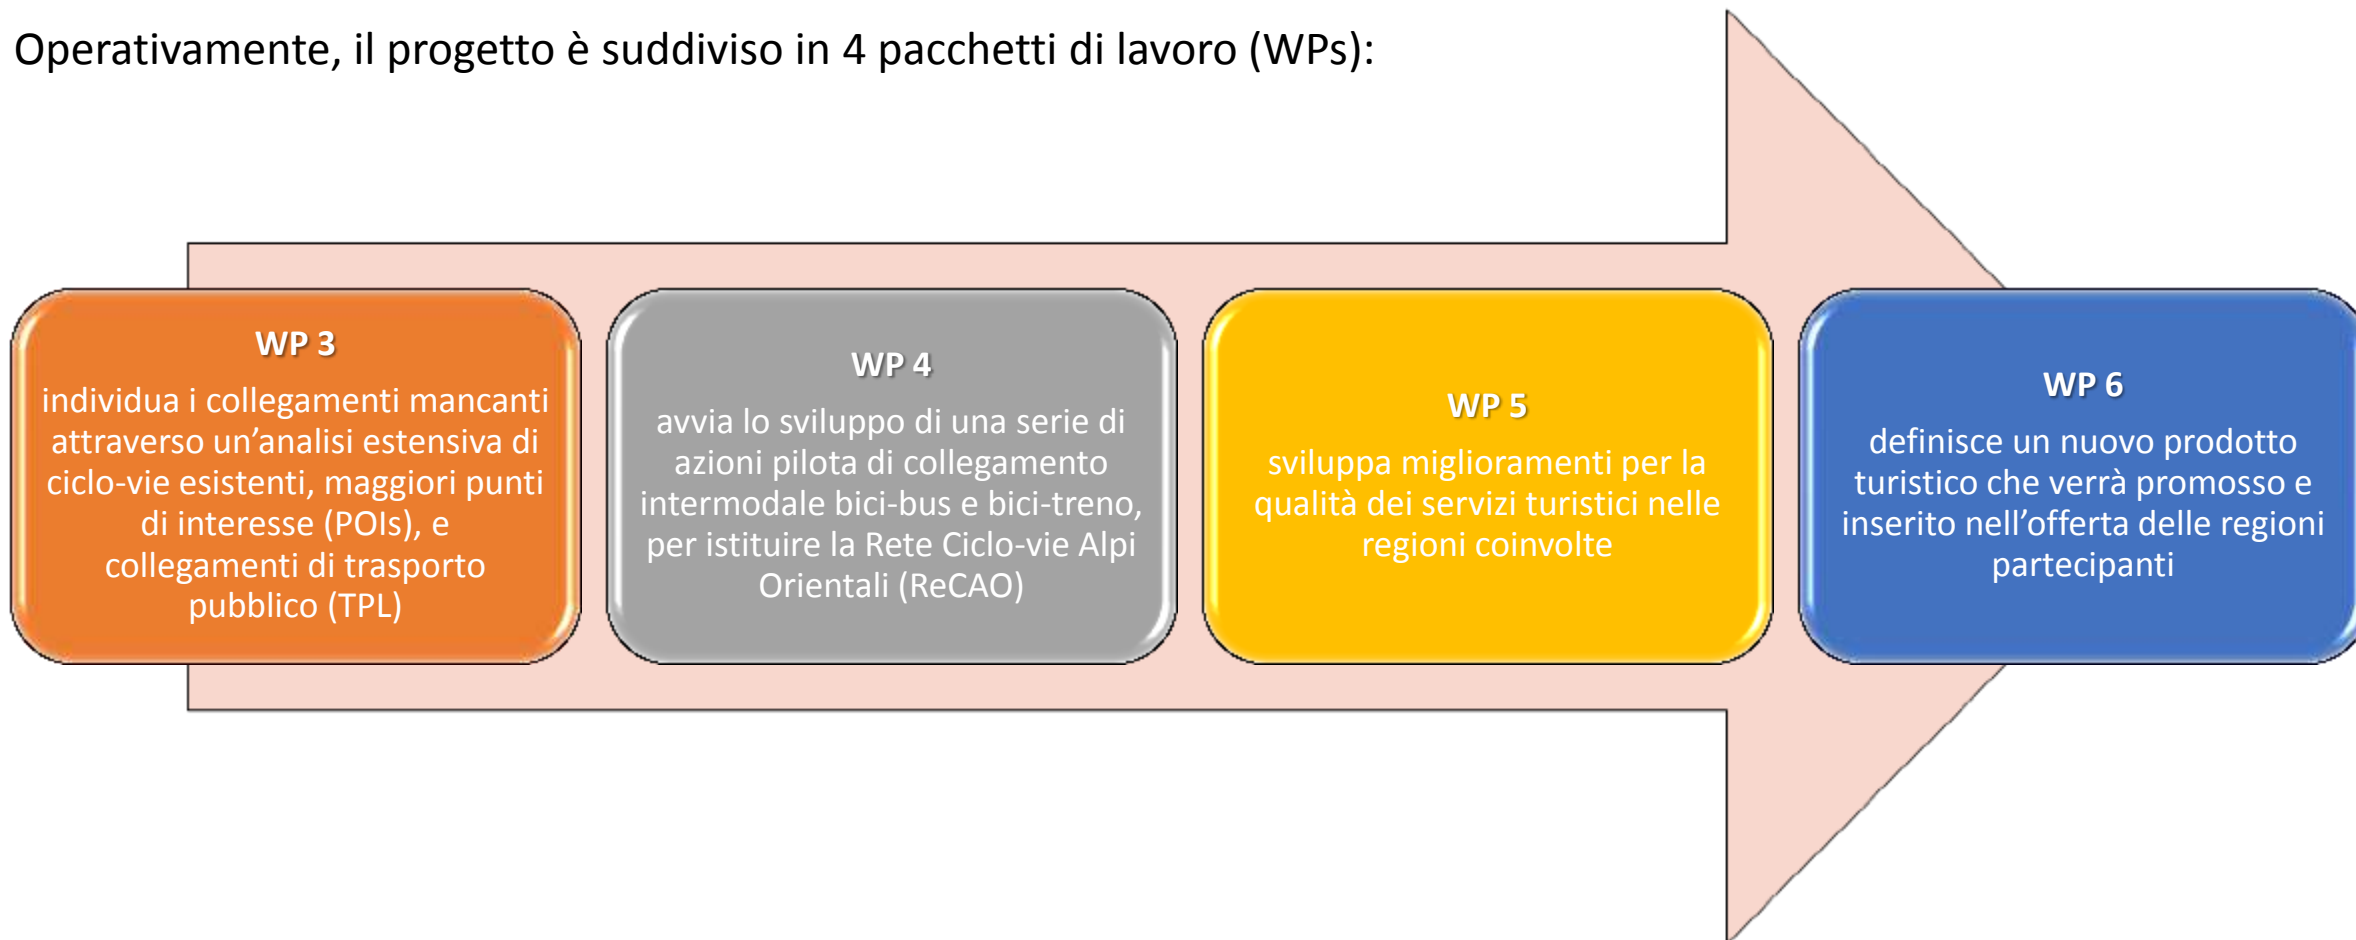 Operativamente, il progetto è suddiviso in 4 pacchetti di lavoro (WPs):
WP 3
individua i collegamenti mancanti
attraverso un’analisi estensiva di
ciclo-vie esistenti, maggiori punti
di interesse (POIs), e
collegamenti di trasporto
pubblico (TPL)
WP 4
avvia lo sviluppo di una serie di
azioni pilota di collegamento
intermodale bici-bus e bici-treno,
per istituire la Rete Ciclo-vie Alpi
Orientali (ReCAO)
WP 5
sviluppa miglioramenti per la
qualità dei servizi turistici nelle
regioni coinvolte
WP 6
definisce un nuovo prodotto
turistico che verrà promosso e
inserito nell’offerta delle regioni
partecipanti